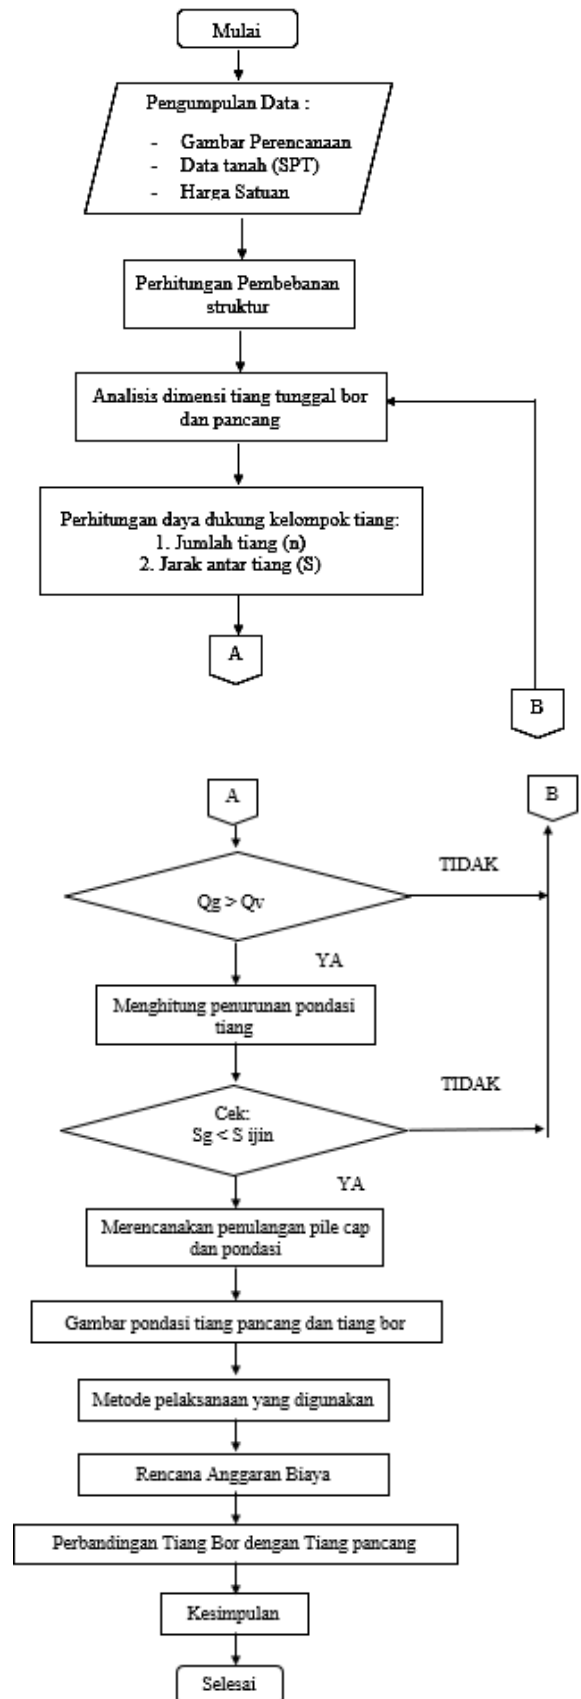 Mulai
Pengumpulan Data :
- Gambar Perencanaan
- Data tanah (SPT)
- Harga Satuan
Perhitungan Pembebanan
struktur
Analisis dimensi tiang tunggal bor
dan pancang
Perhitungan daya dukung kelompok tiang:
1. Jumlah tiang (n)
2. Jarak antar tiang (S)
A
B
A
B
TIDAK
Qg > Qv
YA
Menghitung penurunan pondasi
tiang
TIDAK
Cek:
Sg < S ijin
YA
Merencanakan penulangan pile cap
dan pondasi
Gambar pondasi tiang pancang dan tiang bor
Metode pelaksanaan yang digunakan
Rencana Anggaran Biaya
Perbandingan Tiang Bor dengan Tiang pancang
Kesimpulan
Selesai